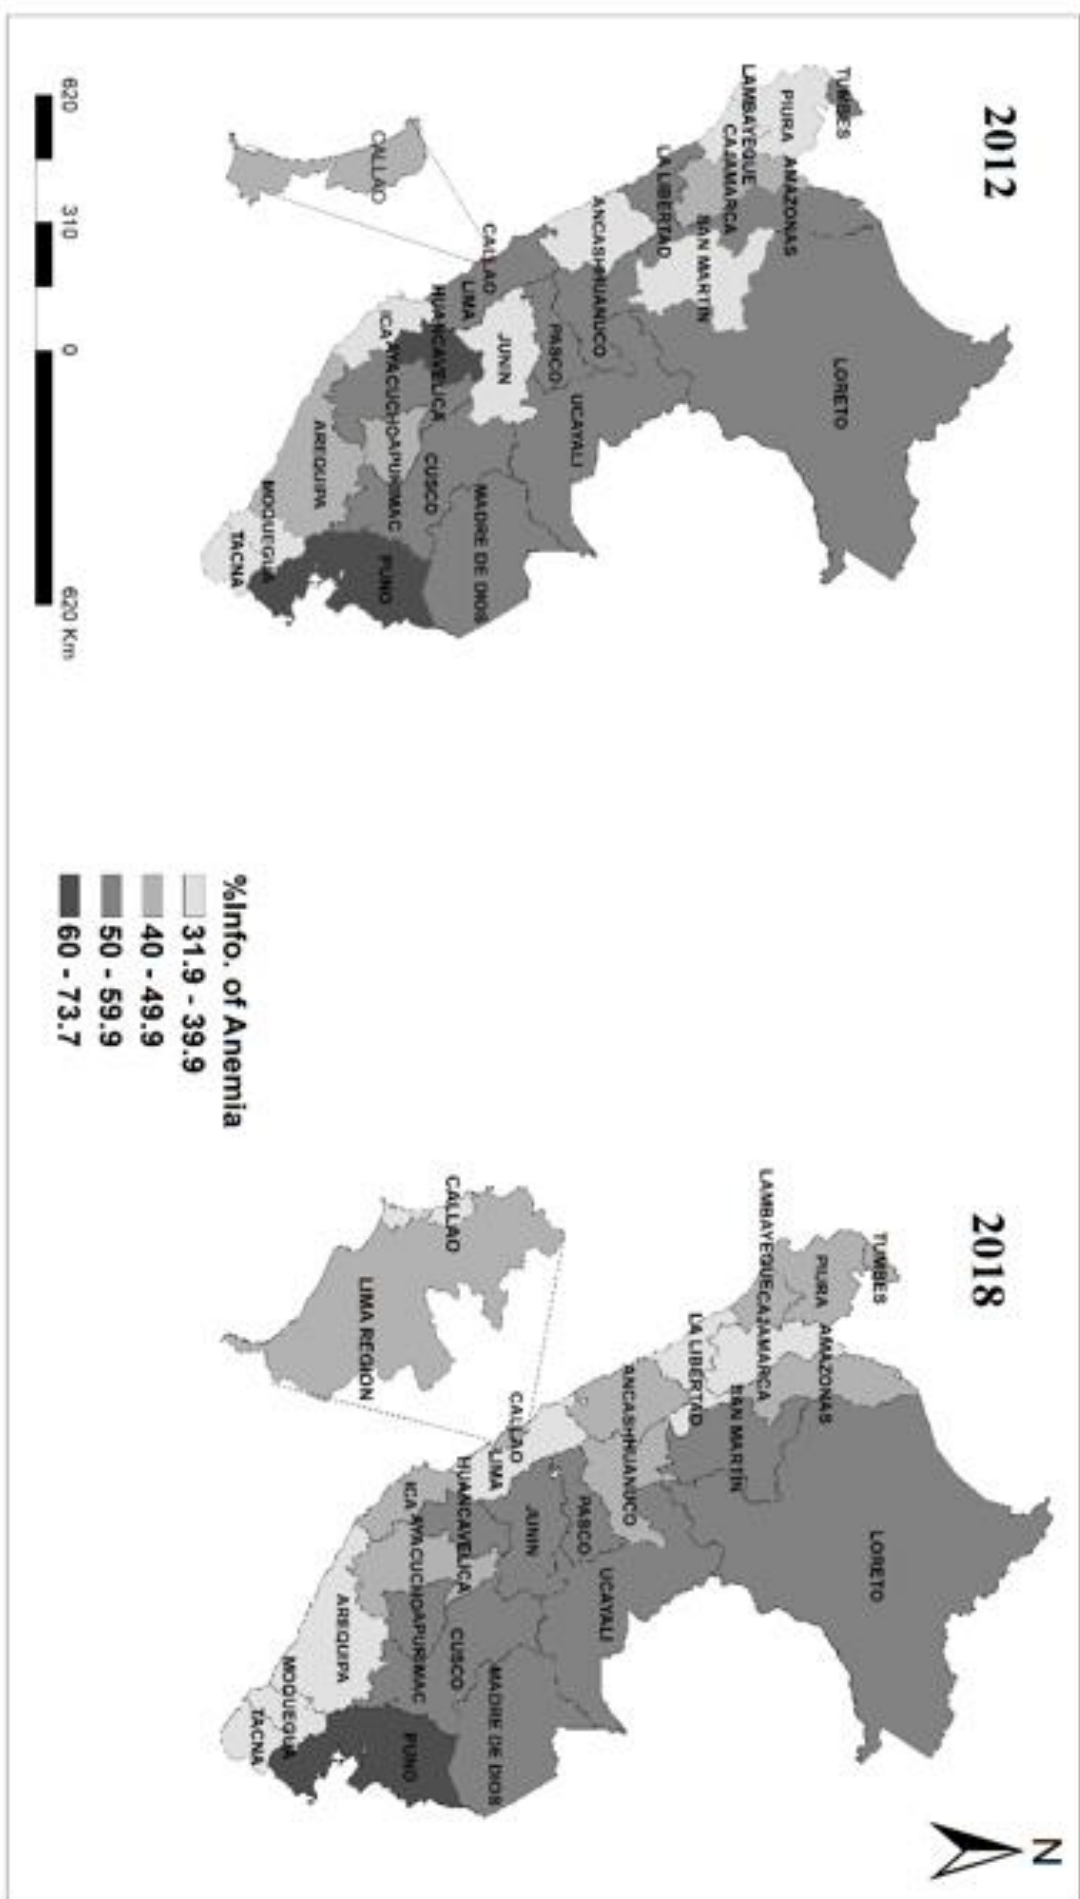 2012
TUMBES
PIURA
AMAZONAS
LAMBAYEQUE
CAJAMARCA
LORETO
SAN MARTÍN
LA LIBERTAD
ANCASH
HUANUCO
UCAYALI
PASCO
JUNIN
CALLAO
LIMA
CALLAO
HUANCAVELICA
MADRE DE DIOS
CUSCO
ICA
AYACUCHO
APURIMAC
PUNO
AREQUIPA
MOQUEGUA
TACNA
620 310 0 620 Km
2018
TUMBES
PIURA
AMAZONAS
LORETO
LAMBAYEQUE
CAJAMARCA
SAN MARTÍN
LA LIBERTAD
ANCASH
HUANUCO
UCAYALI
PASCO
JUNIN
CALLAO
LIMA
CALLAO
LIMA REGION
HUANCAVELICA
MADRE DE DIOS
CUSCO
ICA
AYACUCHO
APURIMAC
PUNO
AREQUIPA
MOQUEGUA
TACNA
%Info. of Anemia
31.9 - 39.9
40 - 49.9
50 - 59.9
60 - 73.7
N